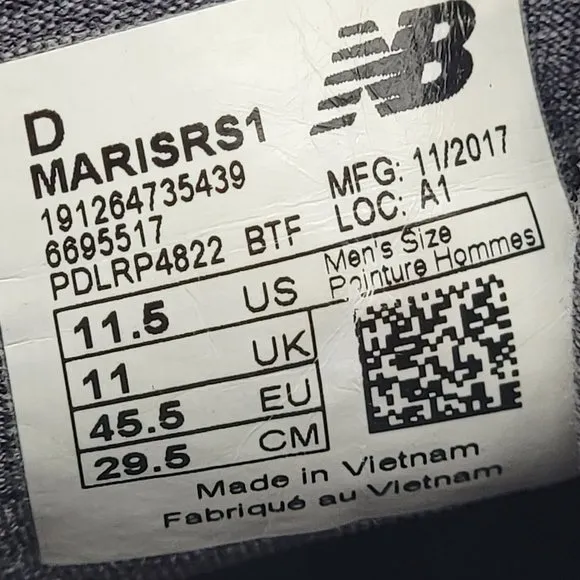 NB
D
MARISRS1
191264735439
6695517
PDLRP4822 BTF
MFG: 11/2017
LOC: A1
Men's Size
Pointure Hommes
11.5 US
11 UK
45.5 EU
29.5 CM
Made in Vietnam
Fabriqué au Vietnam